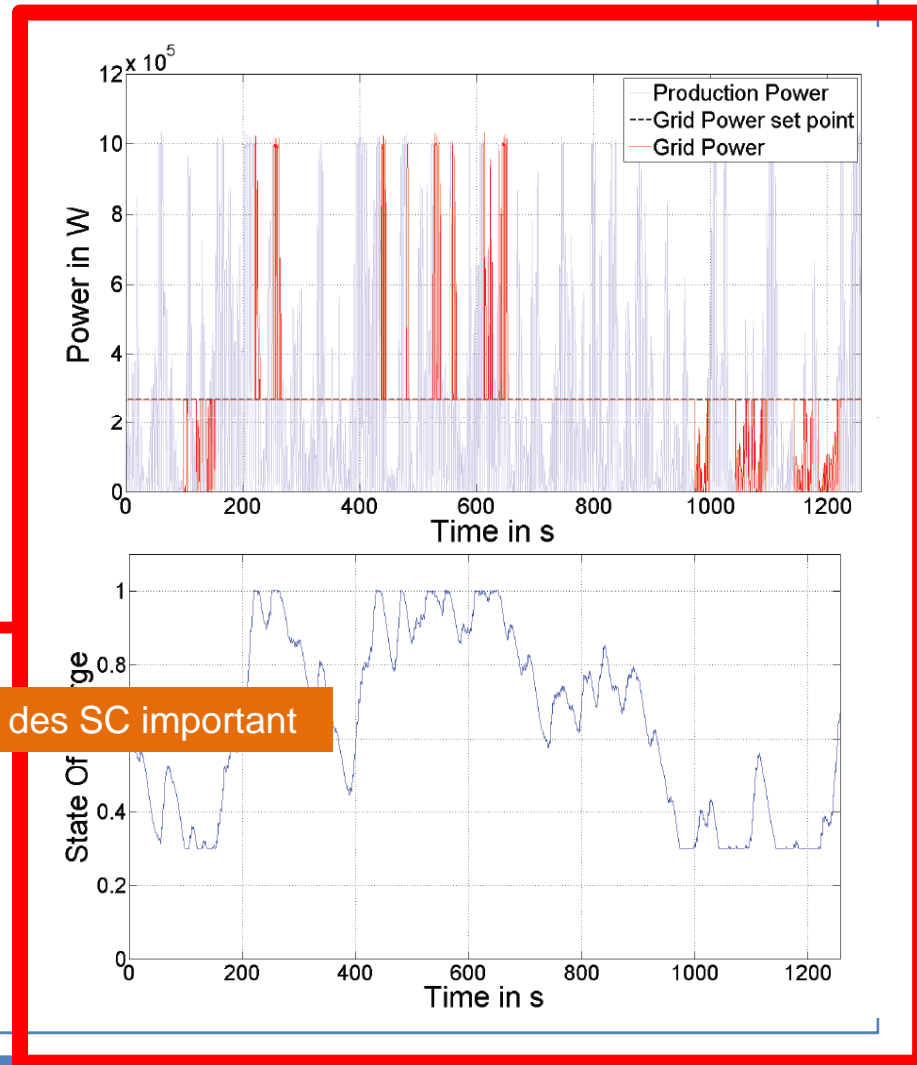 12 x 10^5
10
8
6
4
2
0
Power in W
Production Power
Grid Power set point
Grid Power
0 200 400 600 800 1000 1200
Time in s
1
0.8
0.4
0.2
0
State Of
rge
des SC important
0 200 400 600 800 1000 1200
Time in s